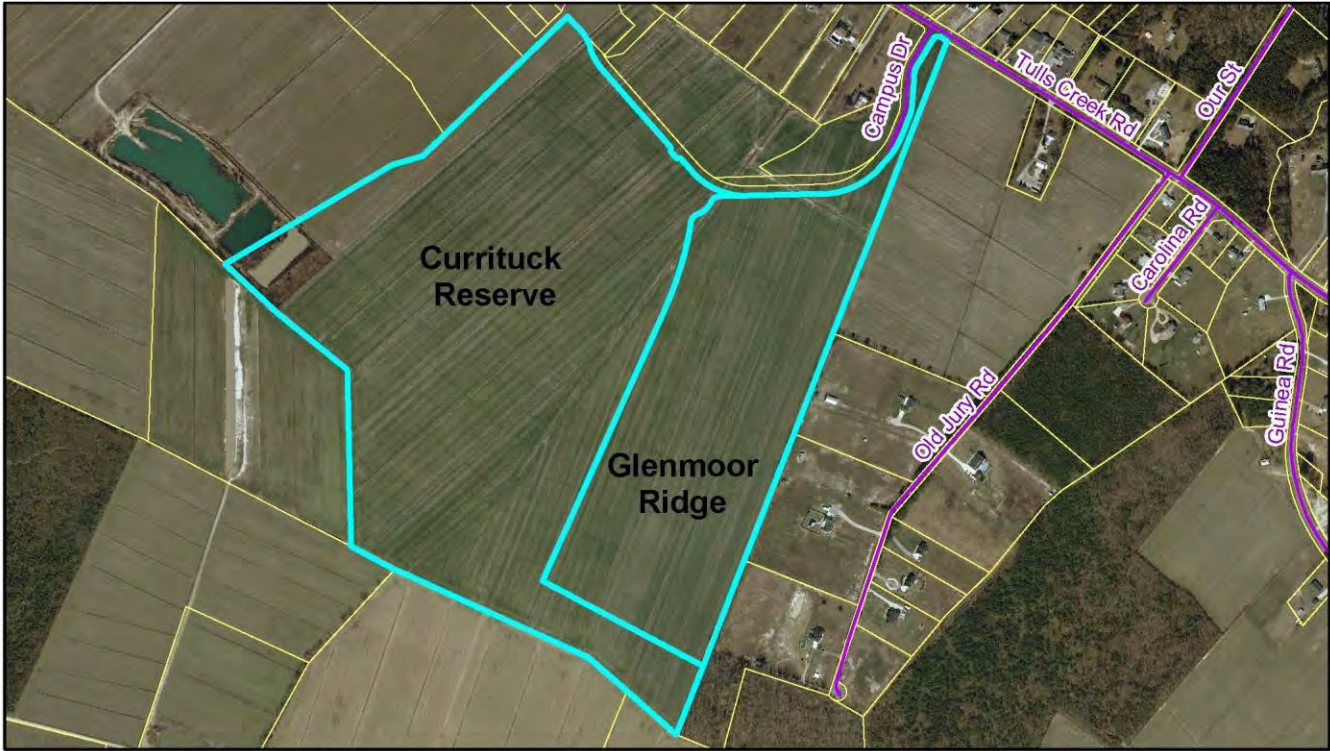 Campus Dr
Tulls Creek Rd
Our St
Carolina Rd
Currituck
Reserve
Old Jury Rd
Guinea Rd
Glenmoor
Ridge